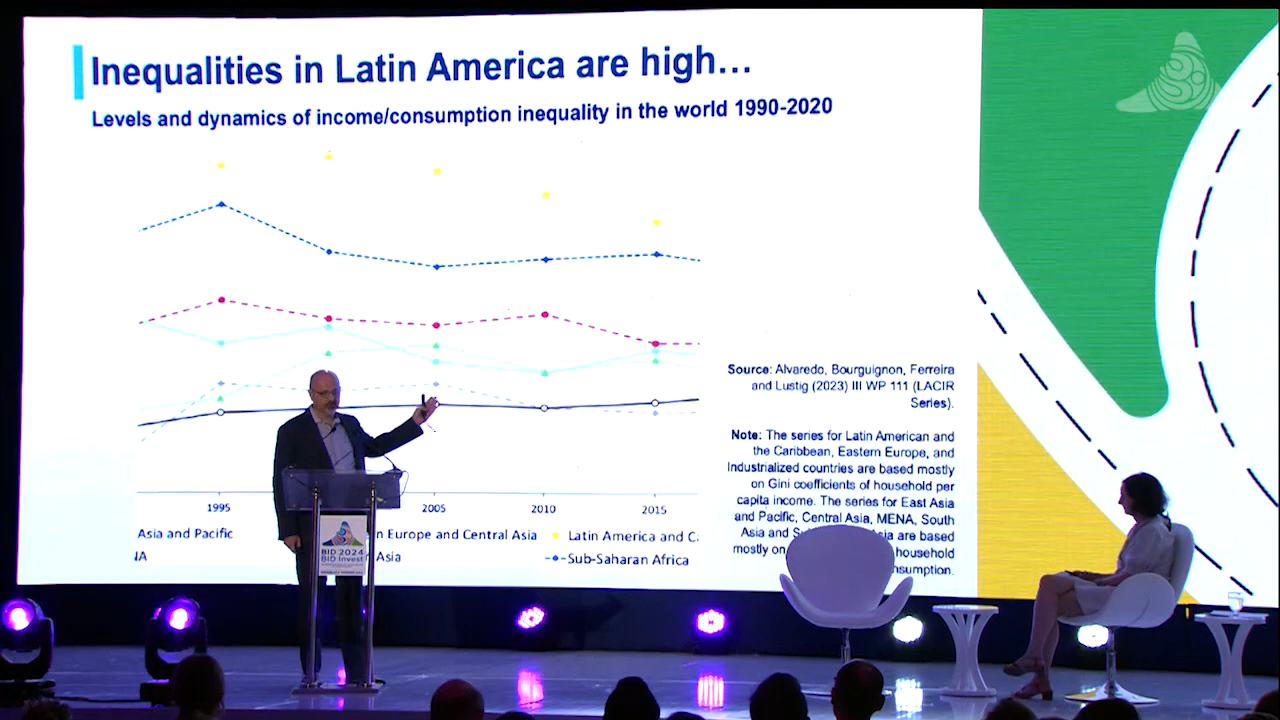 Inequalities in Latin America are high…
Levels and dynamics of income/consumption inequality in the world 1990-2020
Source: Alvaredo, Bourguignon, Ferreira
and Lustig (2023) III WP 111 (LACIR
Series).
Note: The series for Latin American and
the Caribbean, Eastern Europe, and
Industrialized countries are based mostly
on Gini coefficients of household per
capita income. The series for East Asia
and Pacific, Central Asia, MENA, South
Asia and are based
mostly on household
nsumption.
1995
2005
2010
2015
Asia and Pacific
n Europe and Central Asia
Latin America and C.
IA
Asia
Sub-Saharan Africa
BID 2024
BID Invest